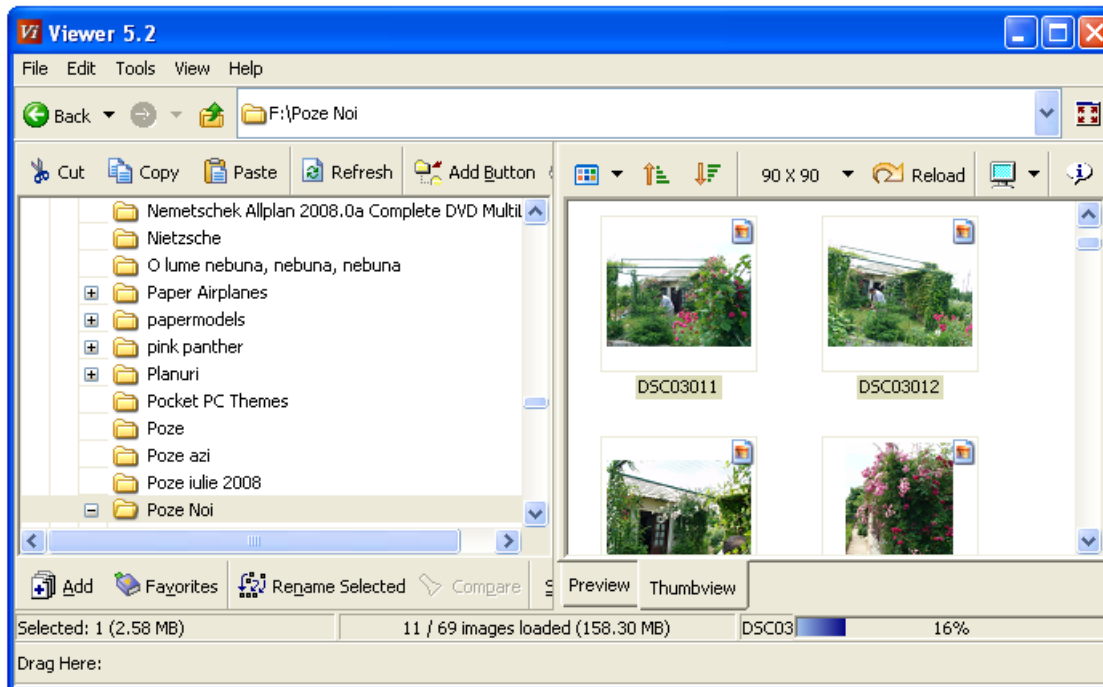 Vi Viewer 5.2
File Edit Tools View Help
Back F:\Poze Noi
Cut Copy Paste Refresh Add Button
90 X 90 Reload
Nemetschek Allplan 2008.0a Complete DVD Multil
Nietzsche
O lume nebuna, nebuna, nebuna
Paper Airplanes
papermodels
pink panther
Planuri
Pocket PC Themes
Poze
Poze azi
Poze iulie 2008
Poze Noi
DSC03011 DSC03012
Add Favorites Rename Selected Compare S
Preview Thumbview
Selected: 1 (2.58 MB) 11 / 69 images loaded (158.30 MB) DSC03 16%
Drag Here: